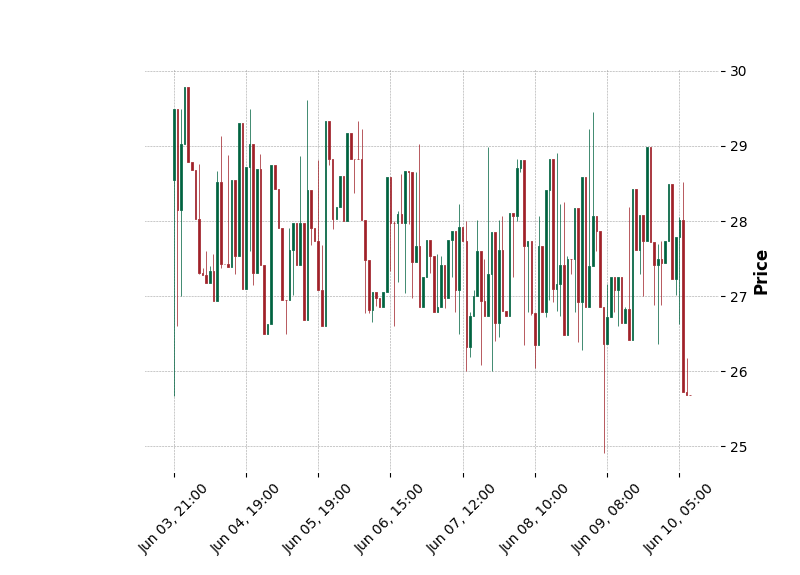 30
29
28
27
26
25
Price
Jun 03, 21:00
Jun 04, 19:00
Jun 05, 19:00
Jun 06, 15:00
Jun 07, 12:00
Jun 08, 10:00
Jun 09, 08:00
Jun 10, 05:00